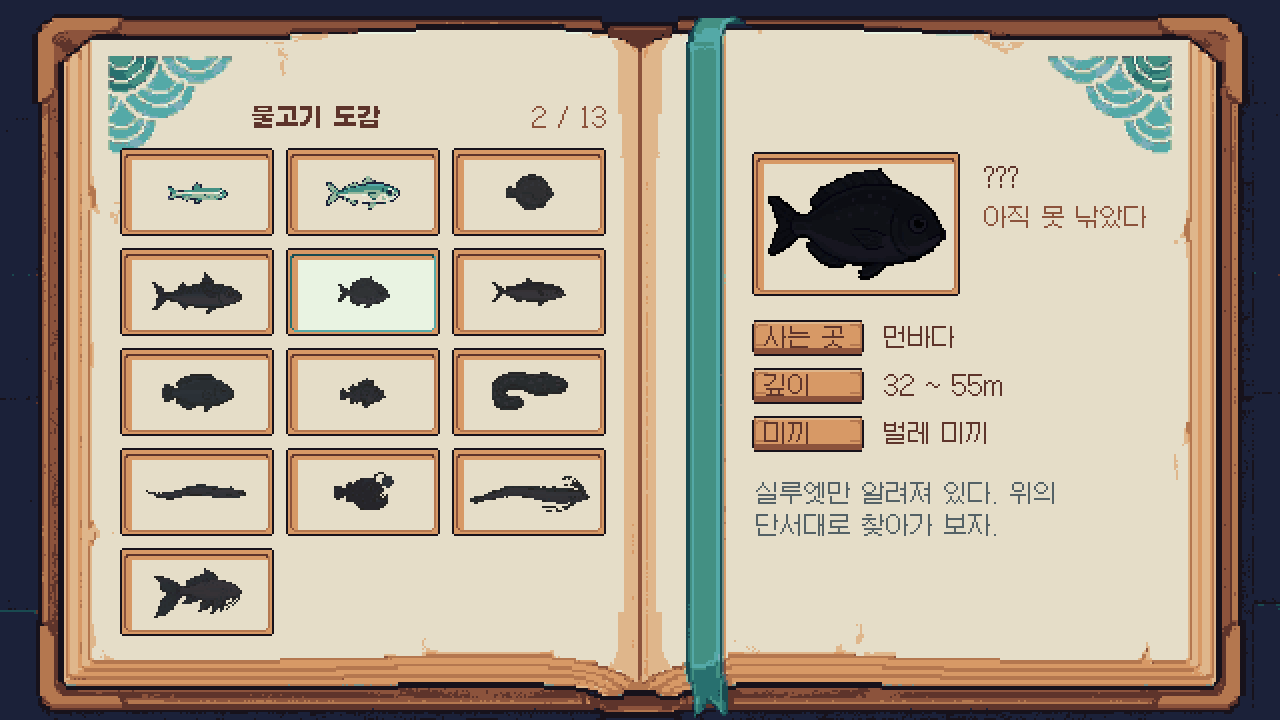 물고기 도감
2 / 13
???
아직 못 낚았다
사는 곳 먼바다
깊이 32 ~ 55m
미끼 벌레 미끼
실루엣만 알려져 있다. 위의
단서대로 찾아가 보자.